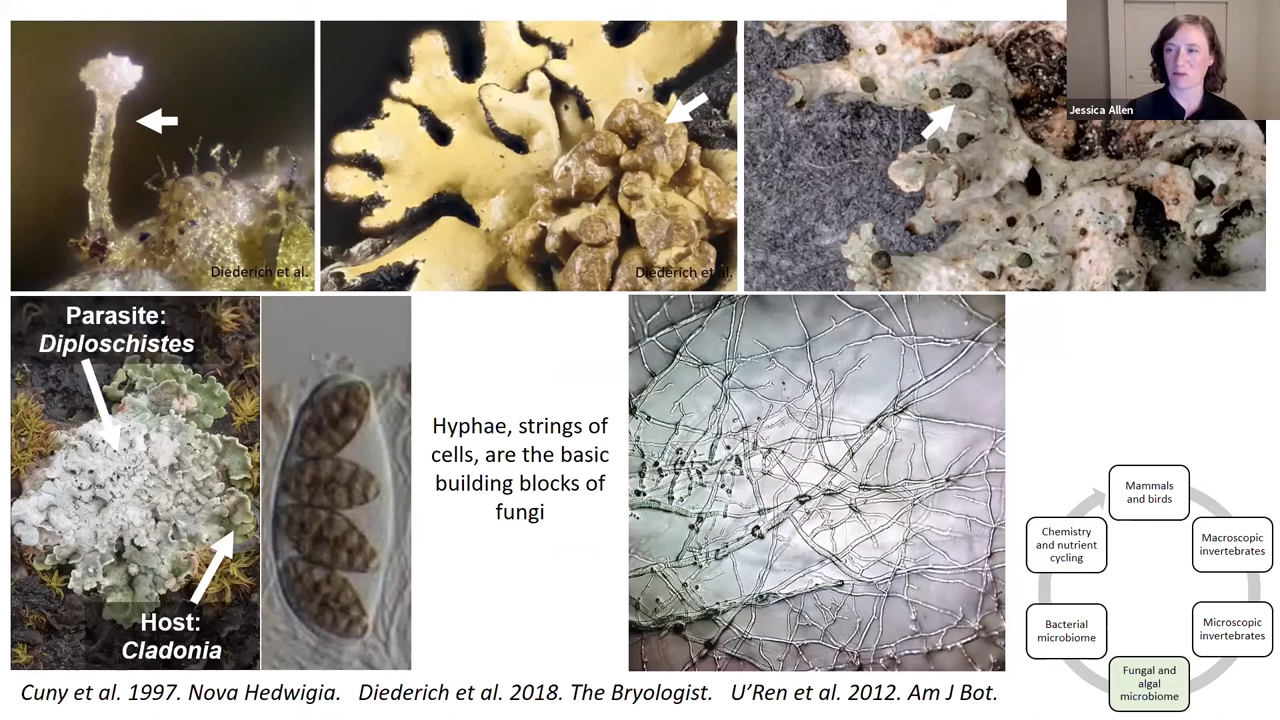 Jessica Allen
Diederich et al.
Diederich et al.
Parasite:
Diploschistes
Host:
Cladonia
Hyphae, strings of
cells, are the basic
building blocks of
fungi
Mammals
and birds
Macroscopic
invertebrates
Microscopic
invertebrates
Fungal and
algal
microbiome
Bacterial
microbiome
Chemistry
and nutrient
cycling
Cuny et al. 1997. Nova Hedwigia. Diederich et al. 2018. The Bryologist. U’Ren et al. 2012. Am J Bot.